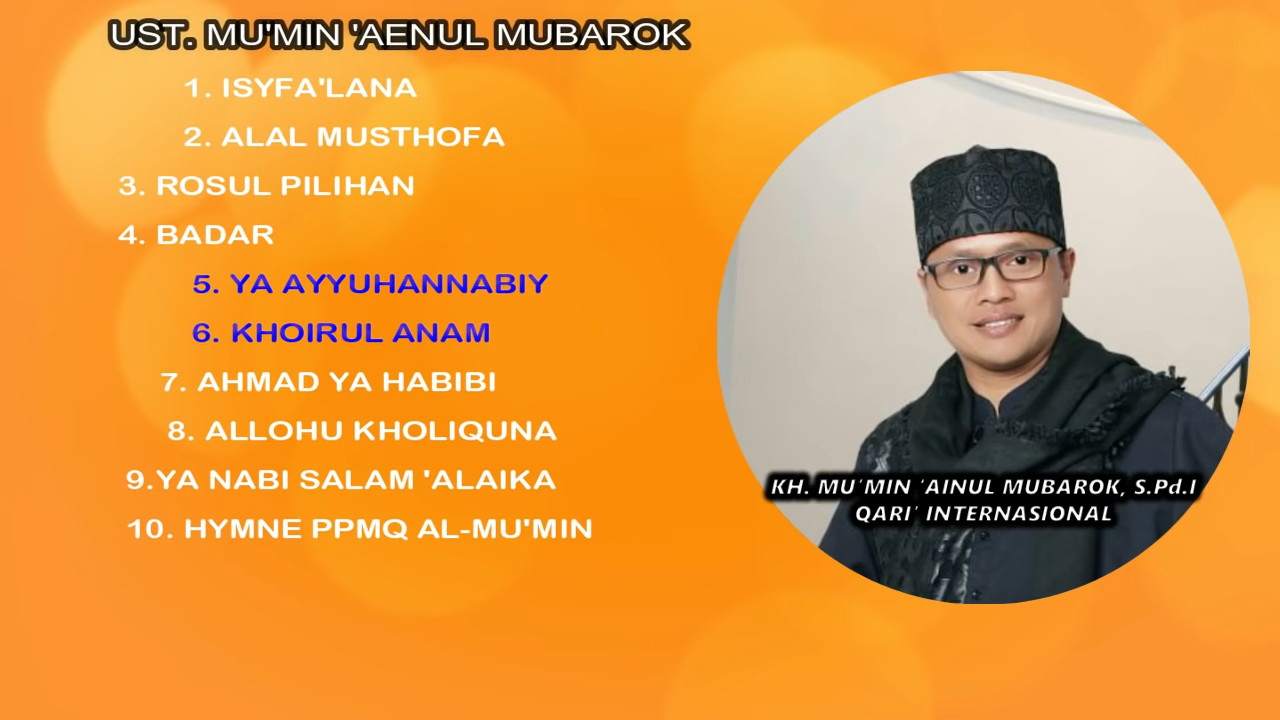 UST. MU'MIN 'AENUL MUBAROK
1. ISYFA'LANA
2. ALAL MUSTHOFA
3. ROSUL PILIHAN
4. BADAR
5. YA AYYUHANNABIY
6. KHOIRUL ANAM
7. AHMAD YA HABIBI
8. ALLOHU KHOLIQUNA
9.YA NABI SALAM 'ALAIKA
10. HYMNE PPMQ AL-MU'MIN
KH. MU'MIN 'AINUL MUBAROK, S.Pd.I
QARI' INTERNASIONAL